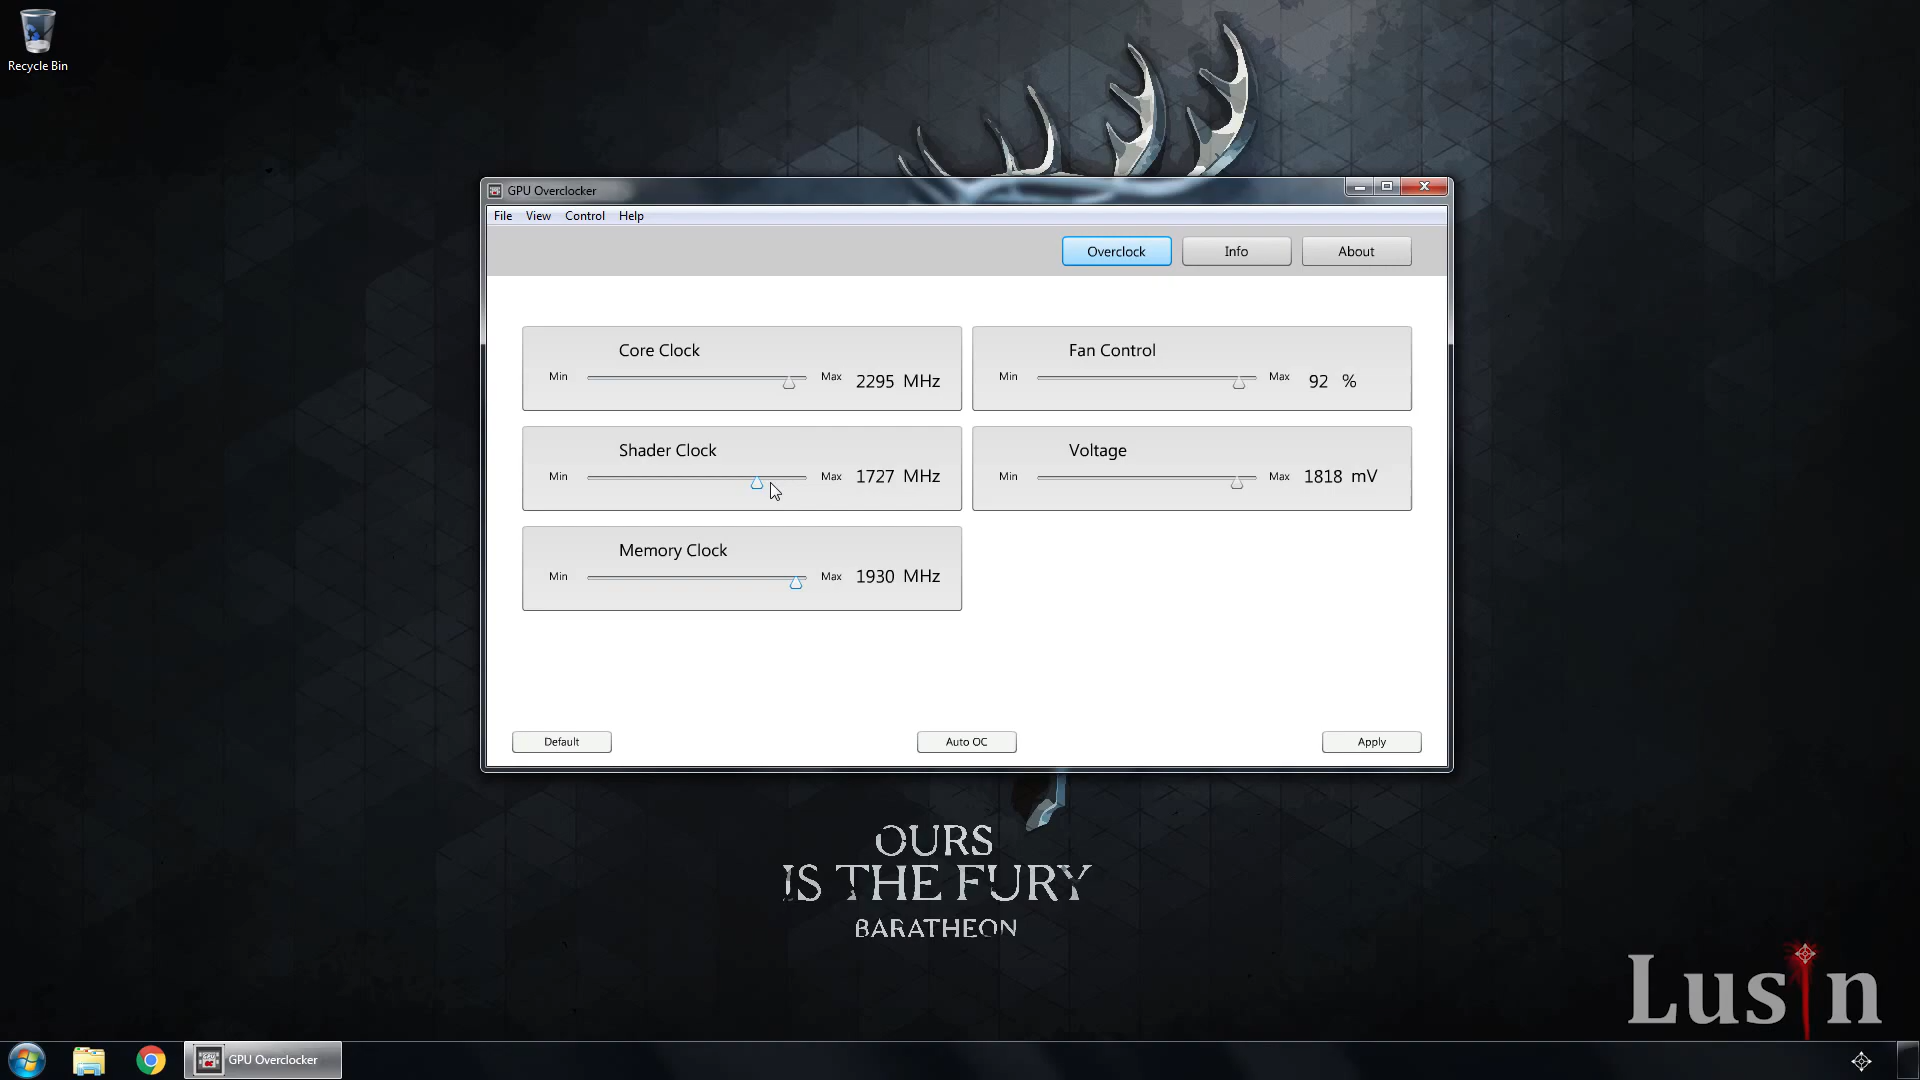 Recycle Bin
GPU Overclocker
File View Control Help
Overclock Info About
Core Clock
Min Max 2295 MHz
Fan Control
Min Max 92 %
Shader Clock
Min Max 1727 MHz
Voltage
Min Max 1818 mV
Memory Clock
Min Max 1930 MHz
Default Auto OC Apply
OURS
IS THE FURY
BARATHEON
Lusin
GPU Overclocker